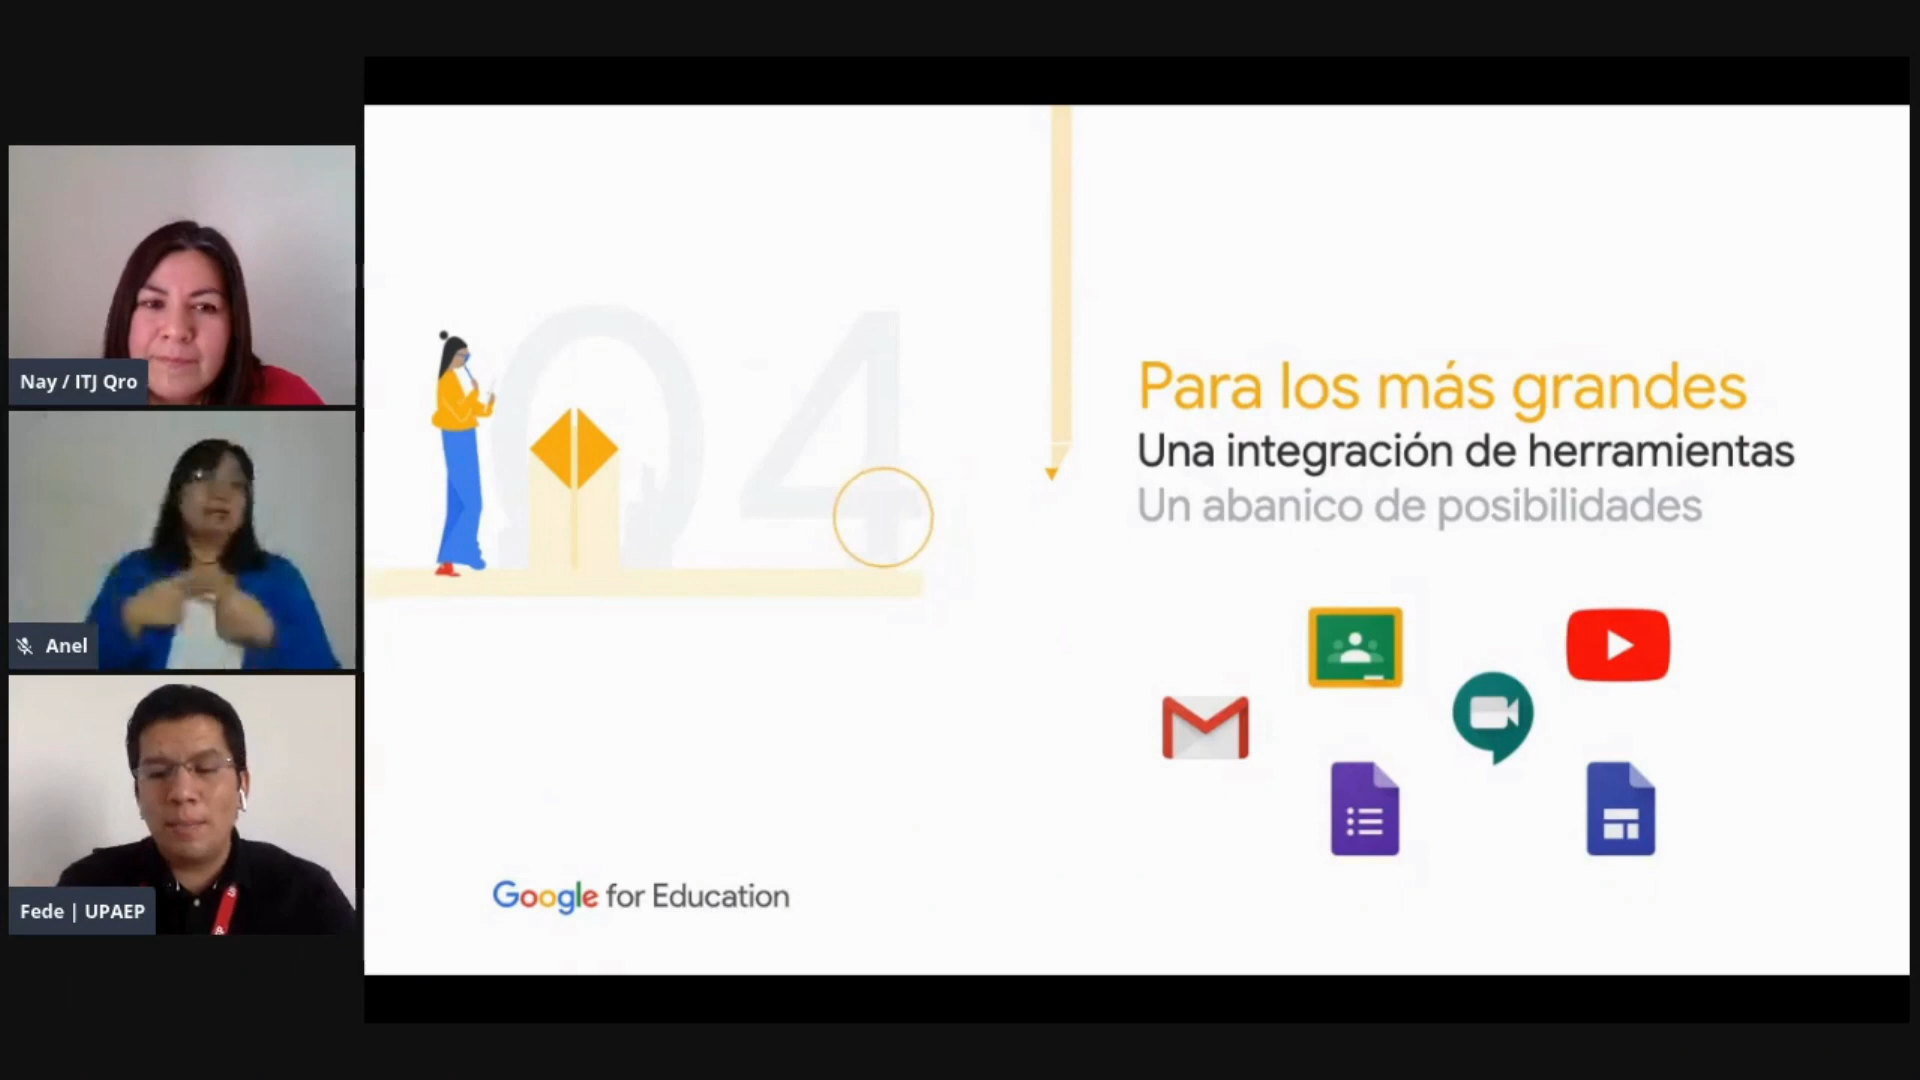 Nay / ITJ Qro
Anel
Fede | UPAEP
04
Para los más grandes
Una integración de herramientas
Un abanico de posibilidades
Google for Education